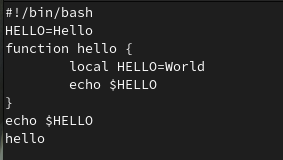 #!/bin/bash
HELLO=Hello
function hello {
        local HELLO=World
        echo $HELLO
}
echo $HELLO
hello